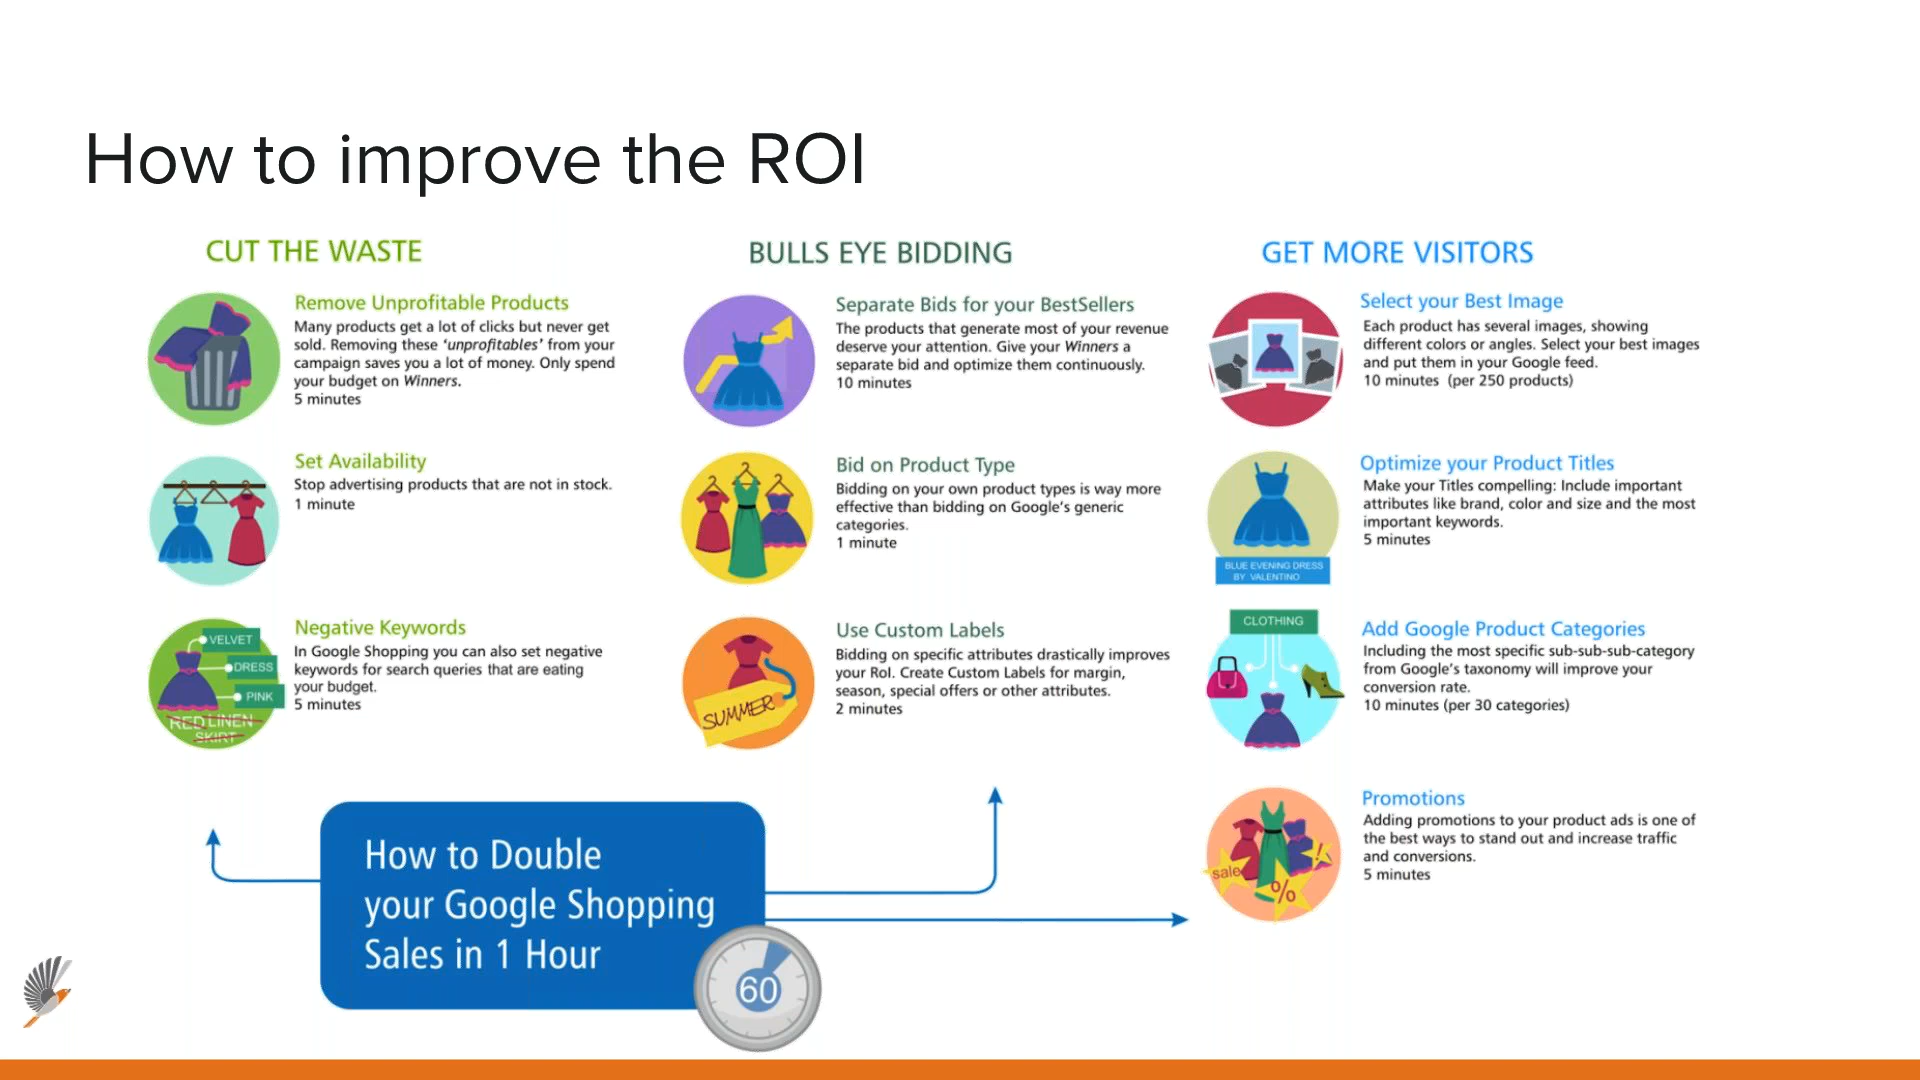 How to improve the ROI
CUT THE WASTE
Remove Unprofitable Products
Many products get a lot of clicks but never get
sold. Removing these ‘unprofitables’ from your
campaign saves you a lot of money. Only spend
your budget on Winners.
5 minutes
Set Availability
Stop advertising products that are not in stock.
1 minute
VELVET
DRESS
PINK
RED LINEN
SKIRT
Negative Keywords
In Google Shopping you can also set negative
keywords for search queries that are eating
your budget.
5 minutes
BULLS EYE BIDDING
Separate Bids for your BestSellers
The products that generate most of your revenue
deserve your attention. Give your Winners a
separate bid and optimize them continuously.
10 minutes
Bid on Product Type
Bidding on your own product types is way more
effective than bidding on Google’s generic
categories.
1 minute
SUMMER
Use Custom Labels
Bidding on specific attributes drastically improves
your RoI. Create Custom Labels for margin,
season, special offers or other attributes.
2 minutes
GET MORE VISITORS
Select your Best Image
Each product has several images, showing
different colors or angles. Select your best images
and put them in your Google feed.
10 minutes (per 250 products)
BLUE EVENING DRESS
BY VALENTINO
Optimize your Product Titles
Make your Titles compelling: Include important
attributes like brand, color and size and the most
important keywords.
5 minutes
CLOTHING
Add Google Product Categories
Including the most specific sub-sub-sub-category
from Google’s taxonomy will improve your
conversion rate.
10 minutes (per 30 categories)
sale
%
!
Promotions
Adding promotions to your product ads is one of
the best ways to stand out and increase traffic
and conversions.
5 minutes
How to Double
your Google Shopping
Sales in 1 Hour
60